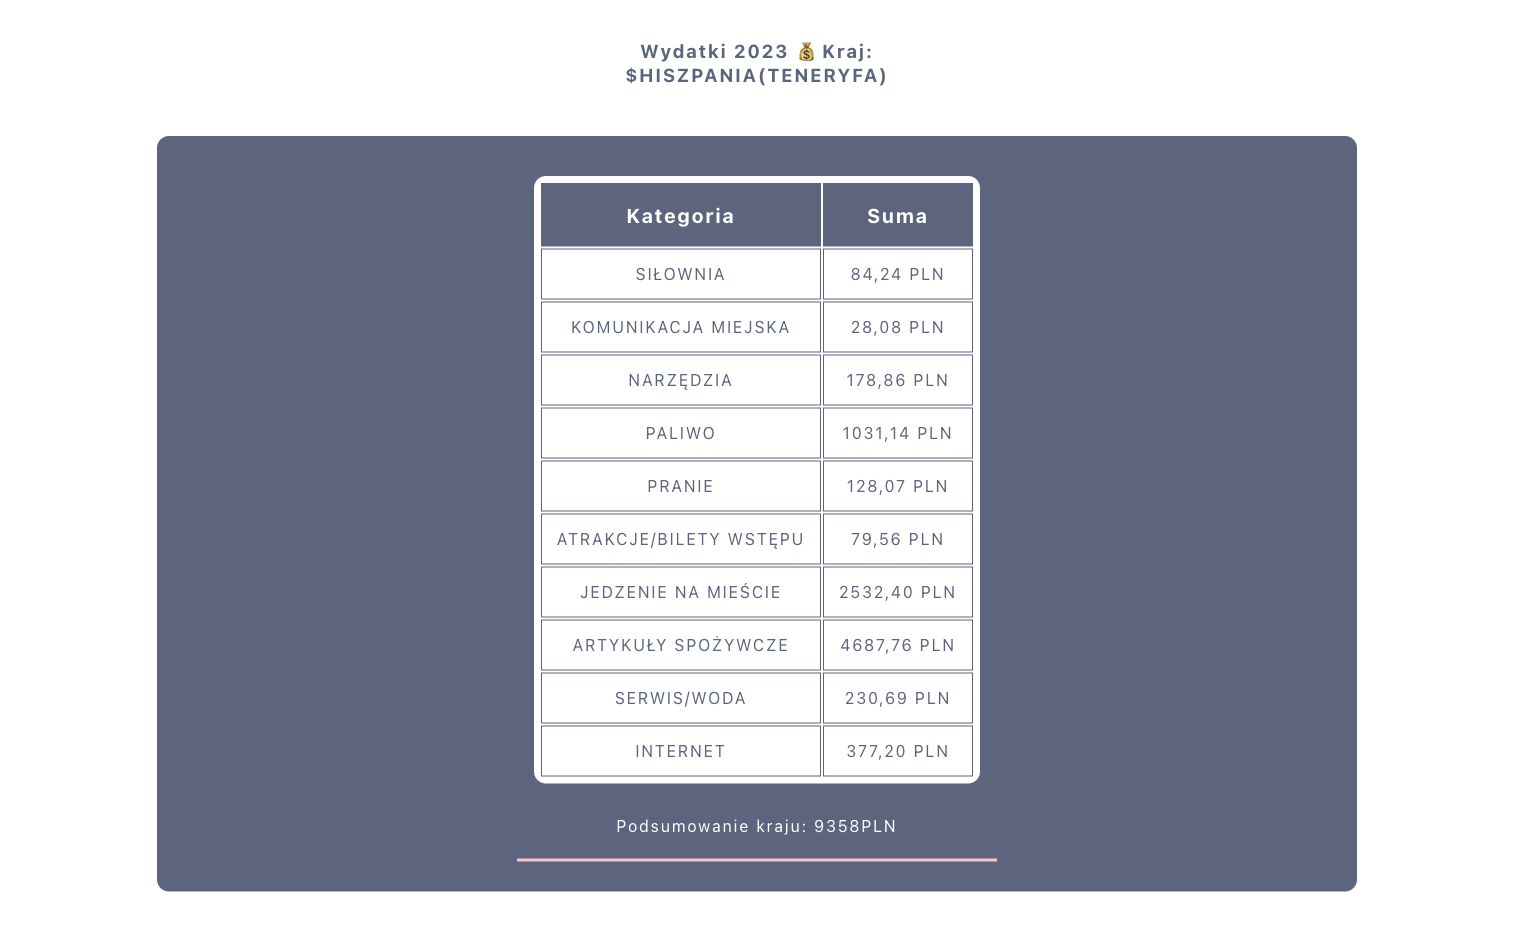 Wydatki 2023 💰 Kraj:
$HISZPANIA(TENERYFA)
Kategoria Suma
SIŁOWNIA 84,24 PLN
KOMUNIKACJA MIEJSKA 28,08 PLN
NARZĘDZIA 178,86 PLN
PALIWO 1031,14 PLN
PRANIE 128,07 PLN
ATRAKCJE/BILETY WSTĘPU 79,56 PLN
JEDZENIE NA MIEŚCIE 2532,40 PLN
ARTYKUŁY SPOŻYWCZE 4687,76 PLN
SERWIS/WODA 230,69 PLN
INTERNET 377,20 PLN
Podsumowanie kraju: 9358PLN